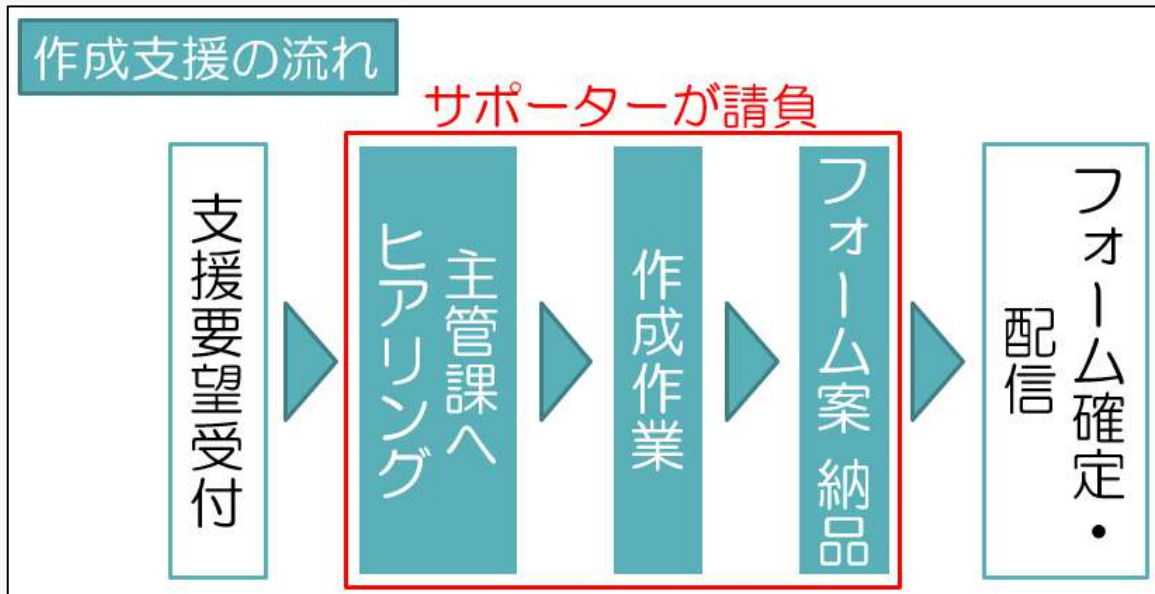 作成支援の流れ
サポーターが請負
支援要望受付
主管課へ
ヒアリング
作成作業
フォーム案 納品
フォーム確定・
配信